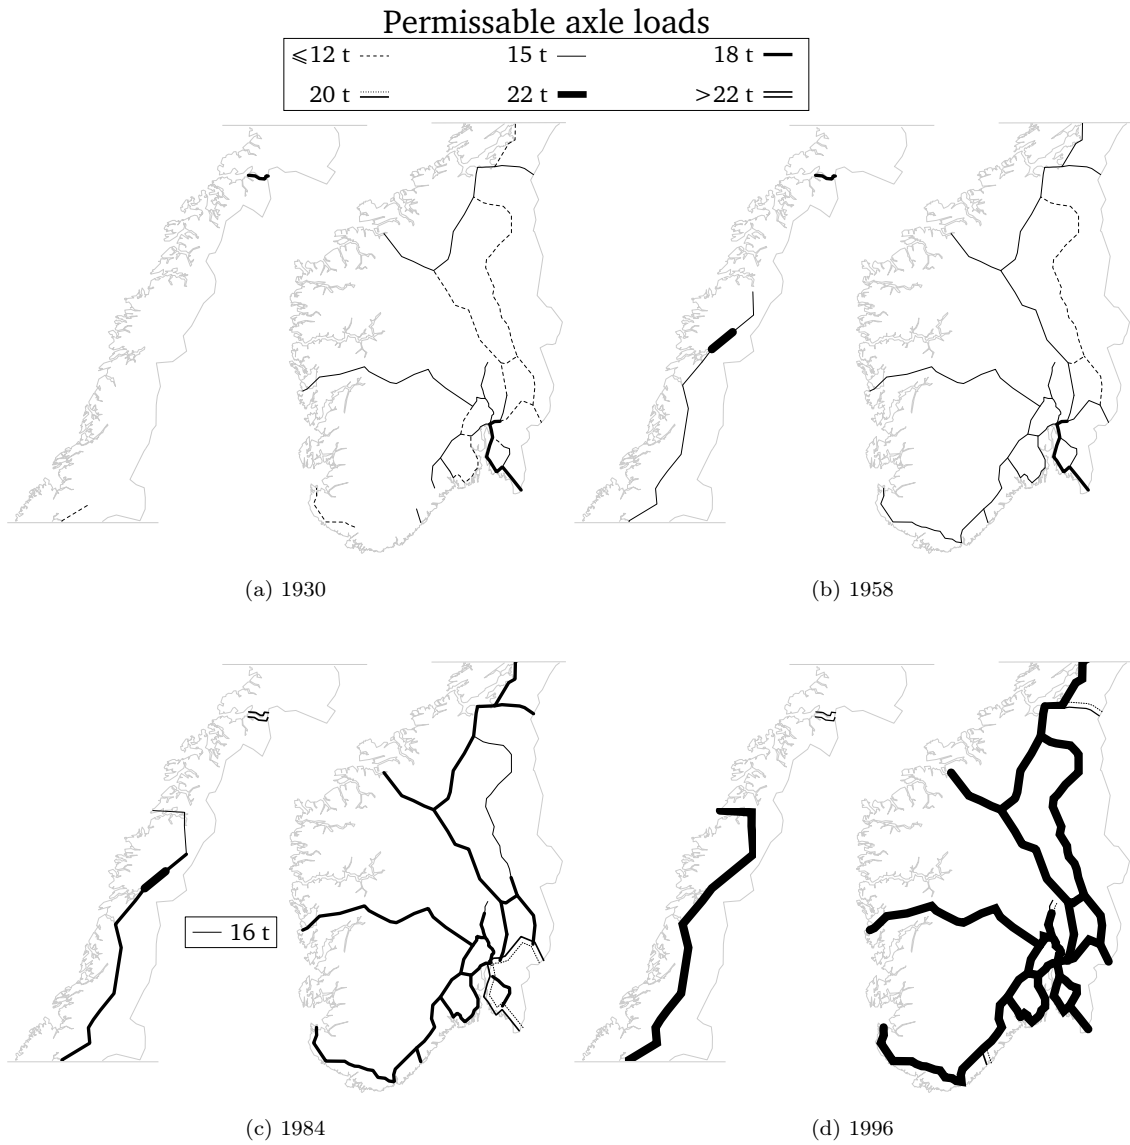 Permissable axle loads
⩽12 t 15 t 18 t
20 t 22 t >22 t
(a) 1930 (b) 1958
16 t
(c) 1984 (d) 1996